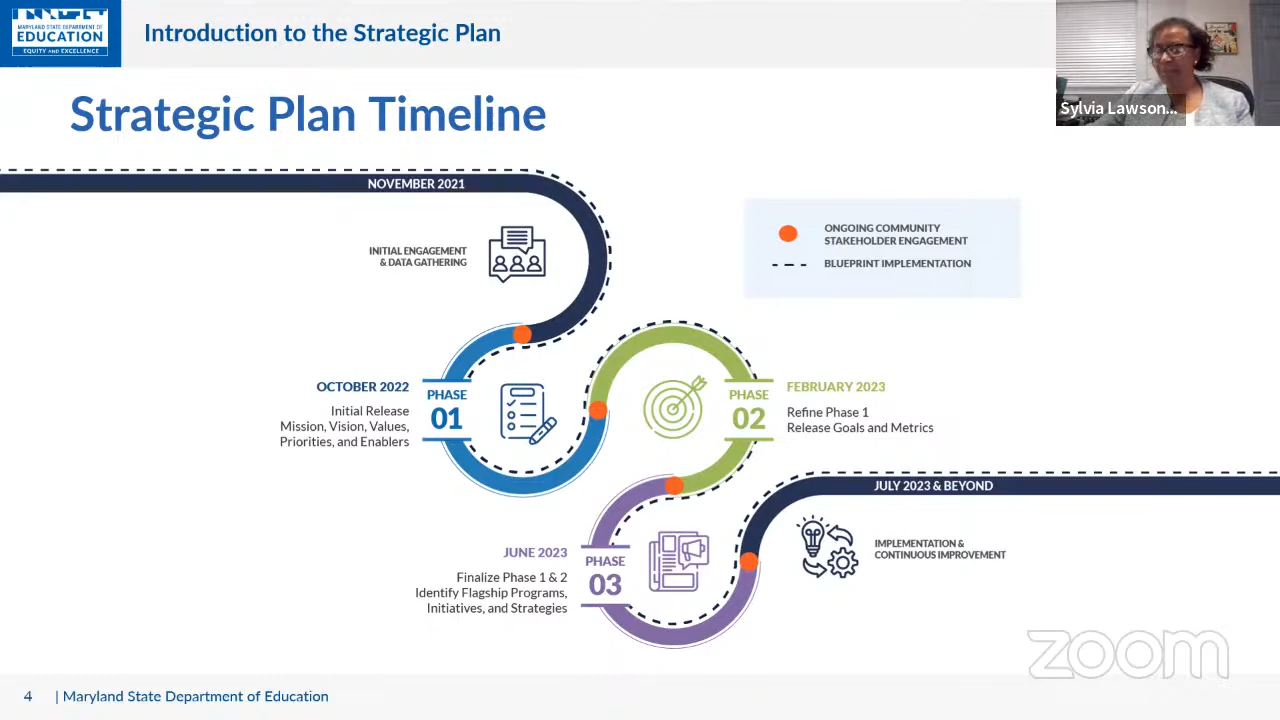 MARYLAND STATE DEPARTMENT OF
EDUCATION
EQUITY AND EXCELLENCE
Introduction to the Strategic Plan
Sylvia Lawson...
Strategic Plan Timeline
NOVEMBER 2021
INITIAL ENGAGEMENT
& DATA GATHERING
ONGOING COMMUNITY
STAKEHOLDER ENGAGEMENT
BLUEPRINT IMPLEMENTATION
OCTOBER 2022
Initial Release
Mission, Vision, Values,
Priorities, and Enablers
PHASE
01
PHASE
02
FEBRUARY 2023
Refine Phase 1
Release Goals and Metrics
JULY 2023 & BEYOND
IMPLEMENTATION &
CONTINUOUS IMPROVEMENT
JUNE 2023
Finalize Phase 1 & 2
Identify Flagship Programs,
Initiatives, and Strategies
PHASE
03
zoom
4 | Maryland State Department of Education